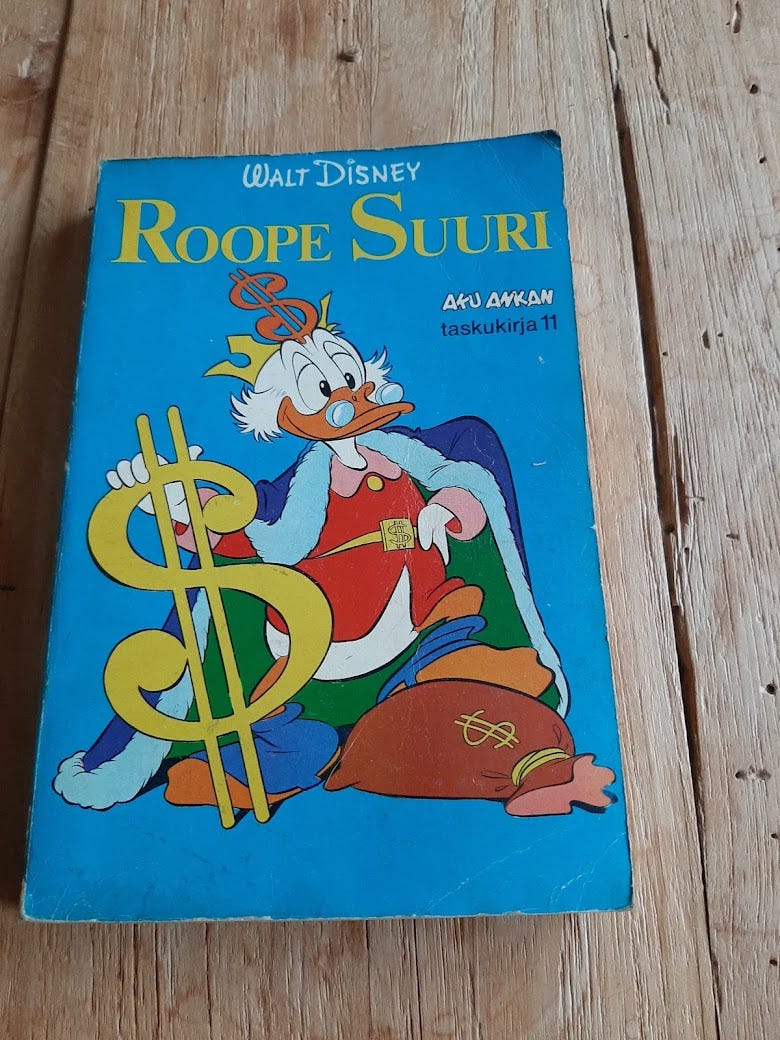 WALT DISNEY
ROOPE SUURI
AKU ANKAN
taskukirja 11
$
$
$
$